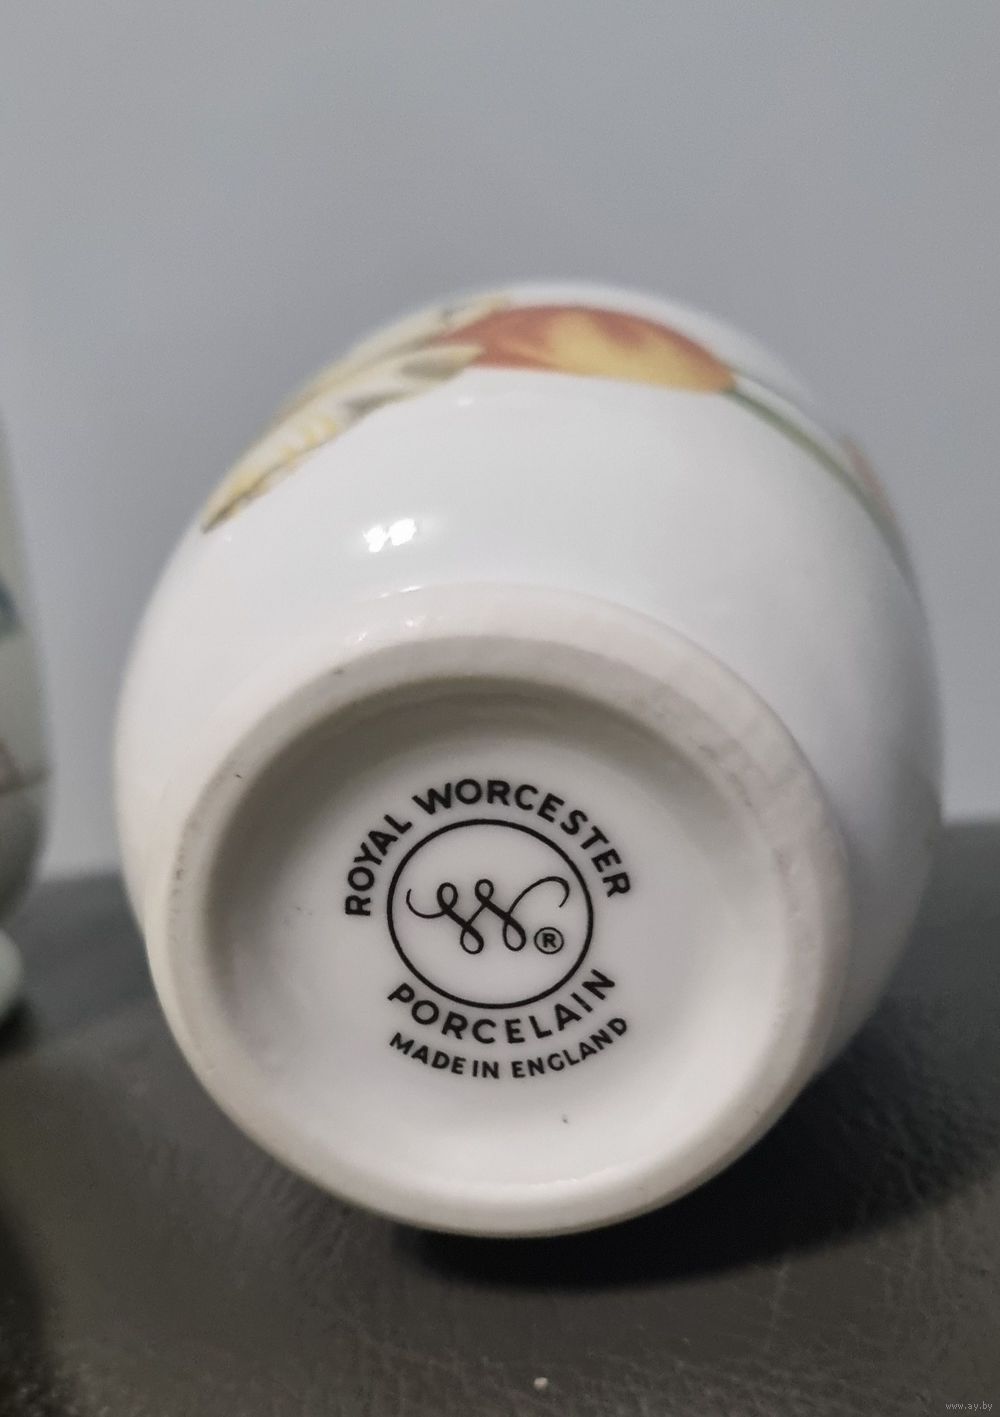 ROYAL WORCESTER
W®
PORCELAIN
MADE IN ENGLAND
www.ay.by